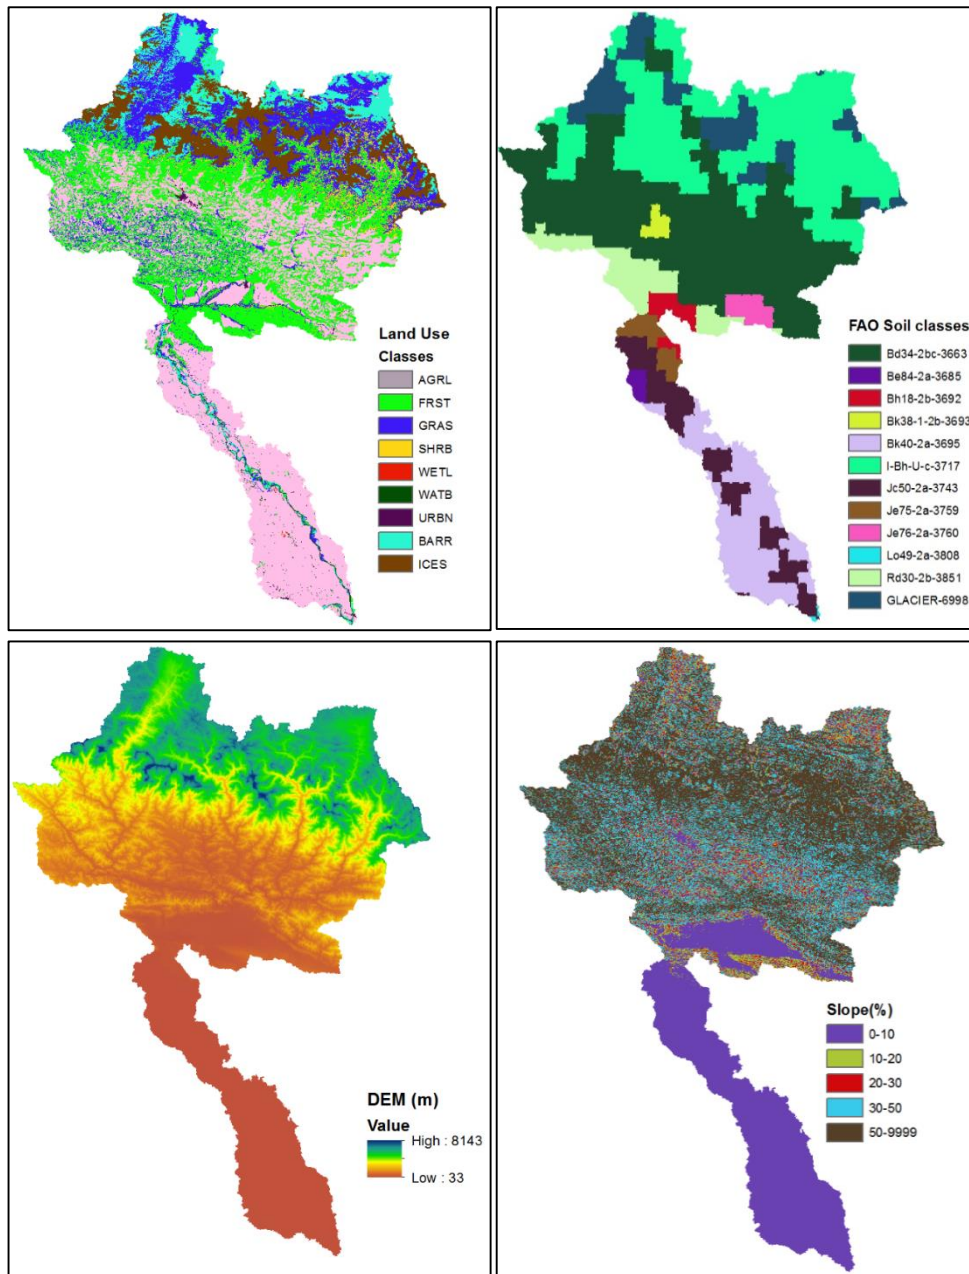 Land Use
Classes
AGRL
FRST
GRAS
SHRB
WETL
WATB
URBN
BARR
ICES
FAO Soil classes
Bd34-2bc-3663
Be84-2a-3685
Bh18-2b-3692
Bk38-1-2b-3693
Bk40-2a-3695
I-Bh-U-c-3717
Jc50-2a-3743
Je75-2a-3759
Je76-2a-3760
Lo49-2a-3808
Rd30-2b-3851
GLACIER-6998
DEM (m)
Value
High : 8143
Low : 33
Slope(%)
0-10
10-20
20-30
30-50
50-9999